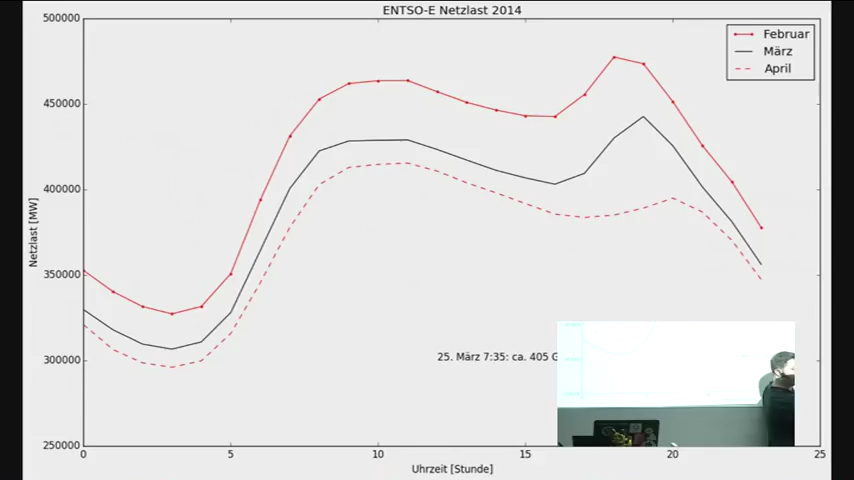 ENTSO-E Netzlast 2014
Februar
März
April
500000
450000
400000
350000
300000
250000
Netzlast [MW]
25. März 7:35: ca. 405 G
0 5 10 15 20 25
Uhrzeit [Stunde]